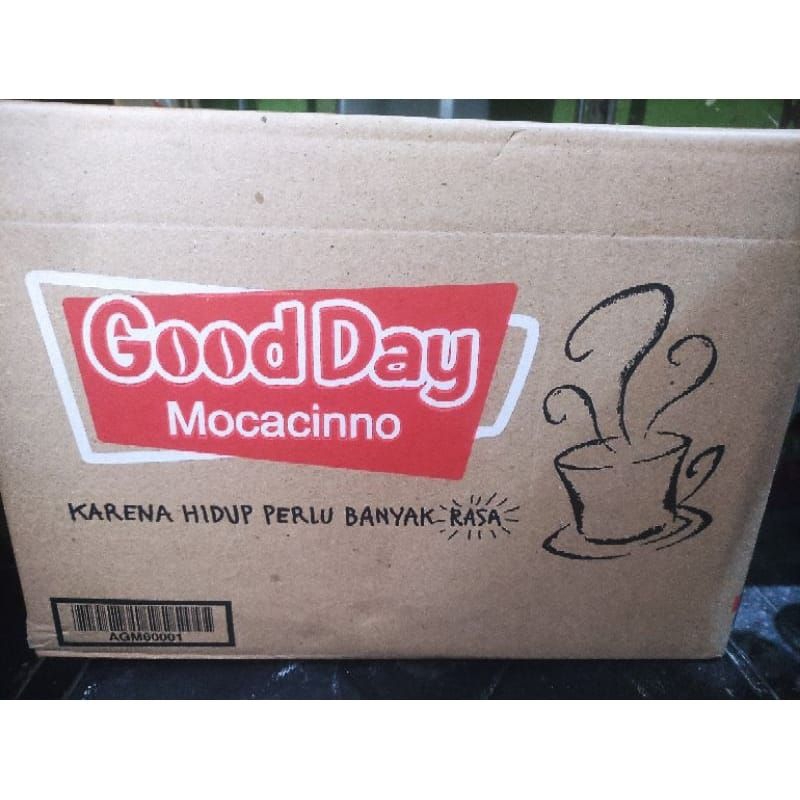 Good Day
Mocacinno
KARENA HIDUP PERLU BANYAK RASA
AGM60001